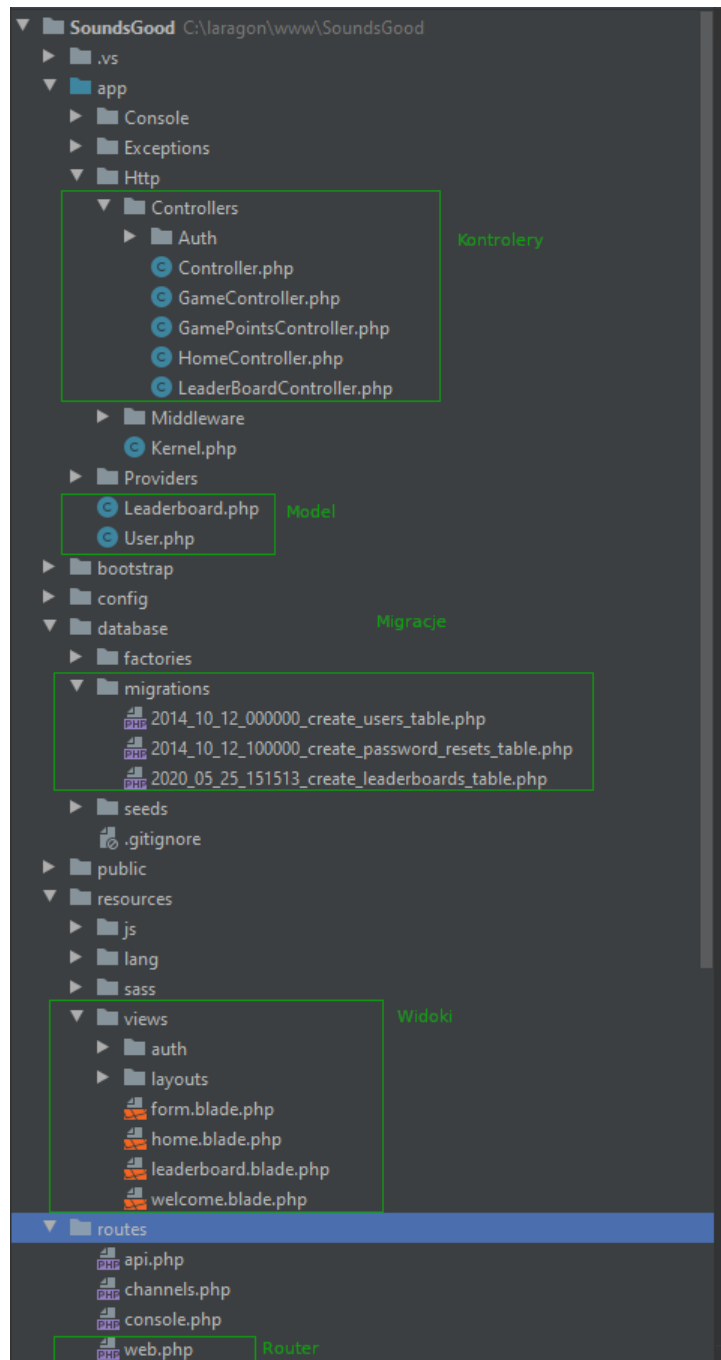 SoundsGood C:\laragon\www\SoundsGood
.vs
app
Console
Exceptions
Http
Controllers
Kontrolery
Auth
Controller.php
GameController.php
GamePointsController.php
HomeController.php
LeaderBoardController.php
Middleware
Kernel.php
Providers
Leaderboard.php
Model
User.php
bootstrap
config
database
Migracje
factories
migrations
2014_10_12_000000_create_users_table.php
2014_10_12_100000_create_password_resets_table.php
2020_05_25_151513_create_leaderboards_table.php
seeds
.gitignore
public
resources
js
lang
sass
views
Widoki
auth
layouts
form.blade.php
home.blade.php
leaderboard.blade.php
welcome.blade.php
routes
api.php
channels.php
console.php
web.php
Router